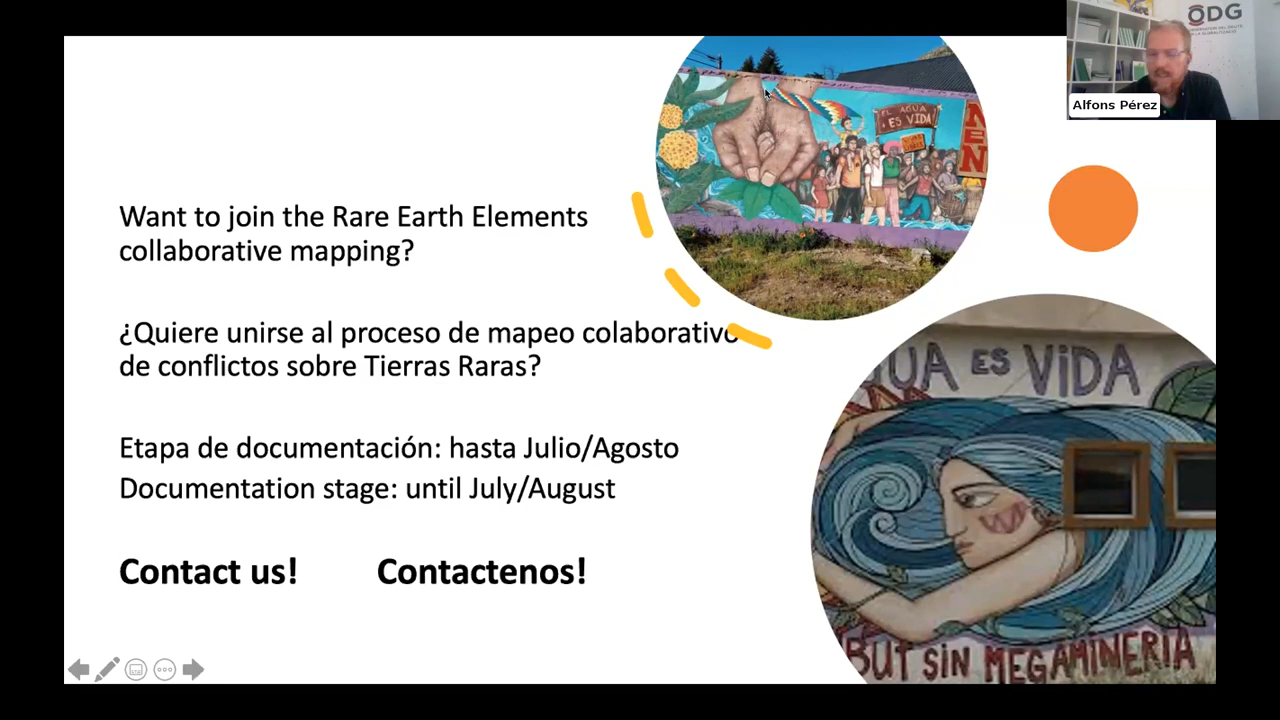 Want to join the Rare Earth Elements
collaborative mapping?
¿Quiere unirse al proceso de mapeo colaborativo
de conflictos sobre Tierras Raras?
Etapa de documentación: hasta Julio/Agosto
Documentation stage: until July/August
Contact us!
Contactenos!
EL AGUA
ES VIDA
UA ES VIDA
BUT SIN MEGAMINERIA
ODG
Alfons Pérez